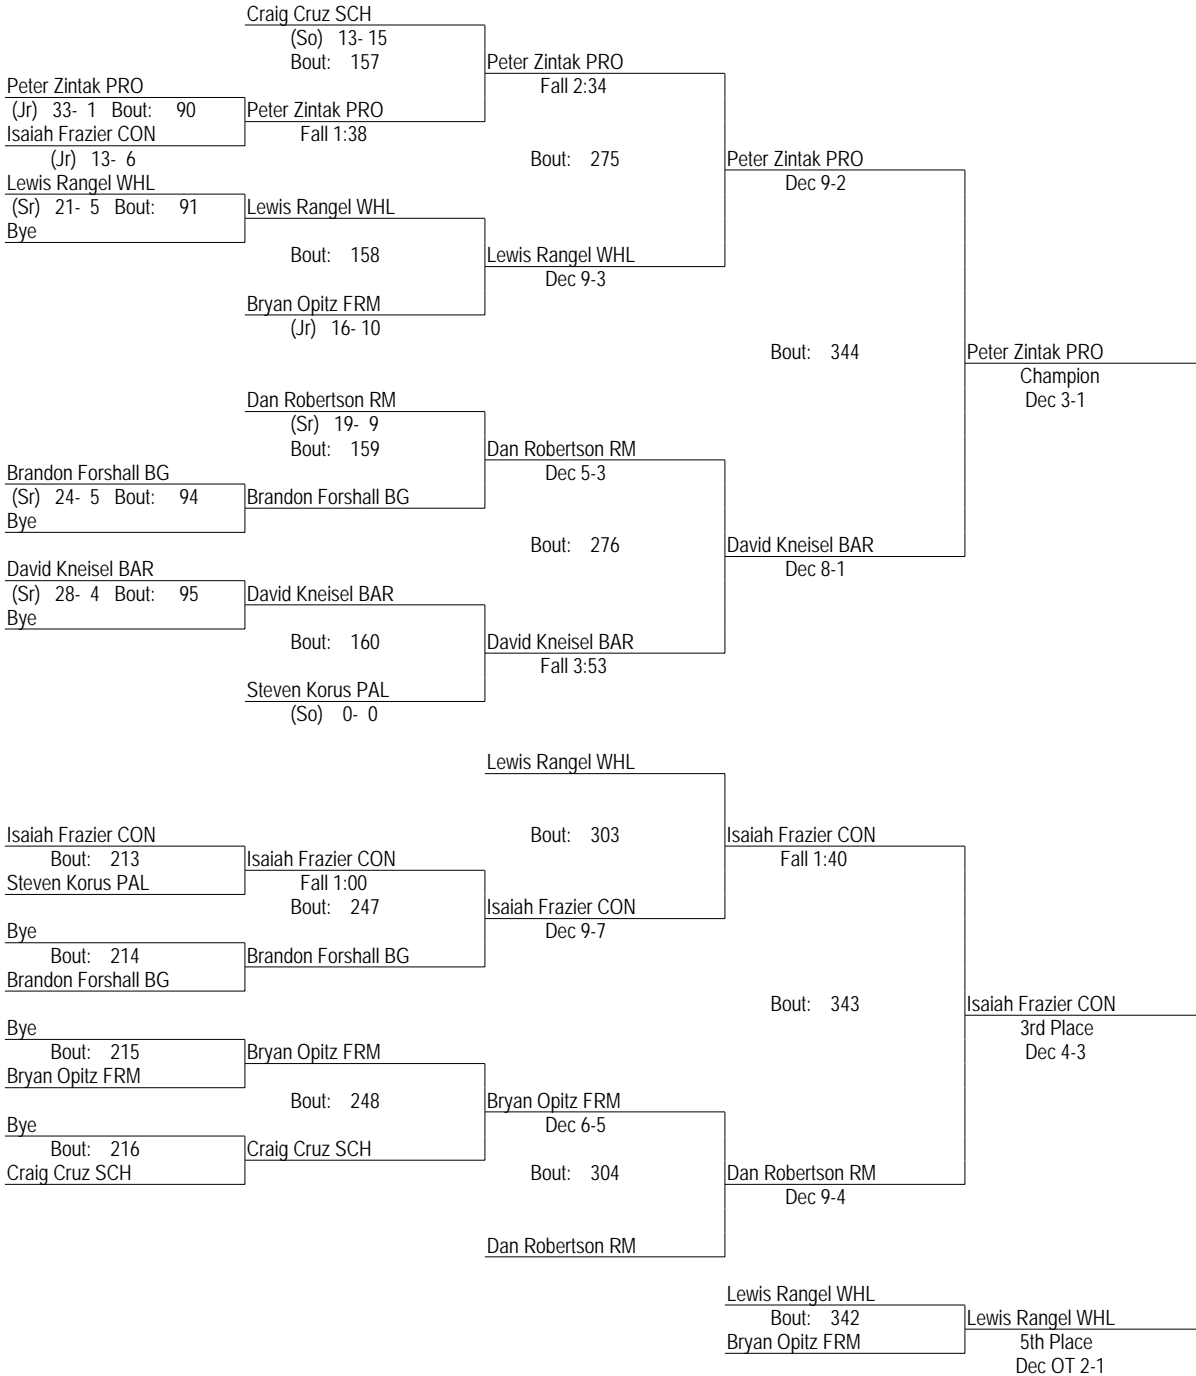 Craig Cruz SCH
(So) 13- 15
Bout: 157
Peter Zintak PRO
Fall 2:34
Peter Zintak PRO
(Jr) 33- 1 Bout: 90
Isaiah Frazier CON
(Jr) 13- 6
Peter Zintak PRO
Fall 1:38
Bout: 275
Peter Zintak PRO
Dec 9-2
Lewis Rangel WHL
(Sr) 21- 5 Bout: 91
Bye
Lewis Rangel WHL
Bout: 158
Lewis Rangel WHL
Dec 9-3
Bryan Opitz FRM
(Jr) 16- 10
Bout: 344
Peter Zintak PRO
Champion
Dec 3-1
Dan Robertson RM
(Sr) 19- 9
Bout: 159
Dan Robertson RM
Dec 5-3
Brandon Forshall BG
(Sr) 24- 5 Bout: 94
Bye
Brandon Forshall BG
Bout: 276
David Kneisel BAR
Dec 8-1
David Kneisel BAR
(Sr) 28- 4 Bout: 95
Bye
David Kneisel BAR
Bout: 160
David Kneisel BAR
Fall 3:53
Steven Korus PAL
(So) 0- 0
Lewis Rangel WHL
Bout: 303
Isaiah Frazier CON
Fall 1:40
Isaiah Frazier CON
Bout: 213
Steven Korus PAL
Isaiah Frazier CON
Fall 1:00
Bout: 247
Isaiah Frazier CON
Dec 9-7
Bye
Bout: 214
Brandon Forshall BG
Brandon Forshall BG
Bout: 343
Isaiah Frazier CON
3rd Place
Dec 4-3
Bye
Bout: 215
Bryan Opitz FRM
Bryan Opitz FRM
Bout: 248
Bryan Opitz FRM
Dec 6-5
Bye
Bout: 216
Craig Cruz SCH
Craig Cruz SCH
Bout: 304
Dan Robertson RM
Dec 9-4
Dan Robertson RM
Lewis Rangel WHL
Bout: 342
Bryan Opitz FRM
Lewis Rangel WHL
5th Place
Dec OT 2-1